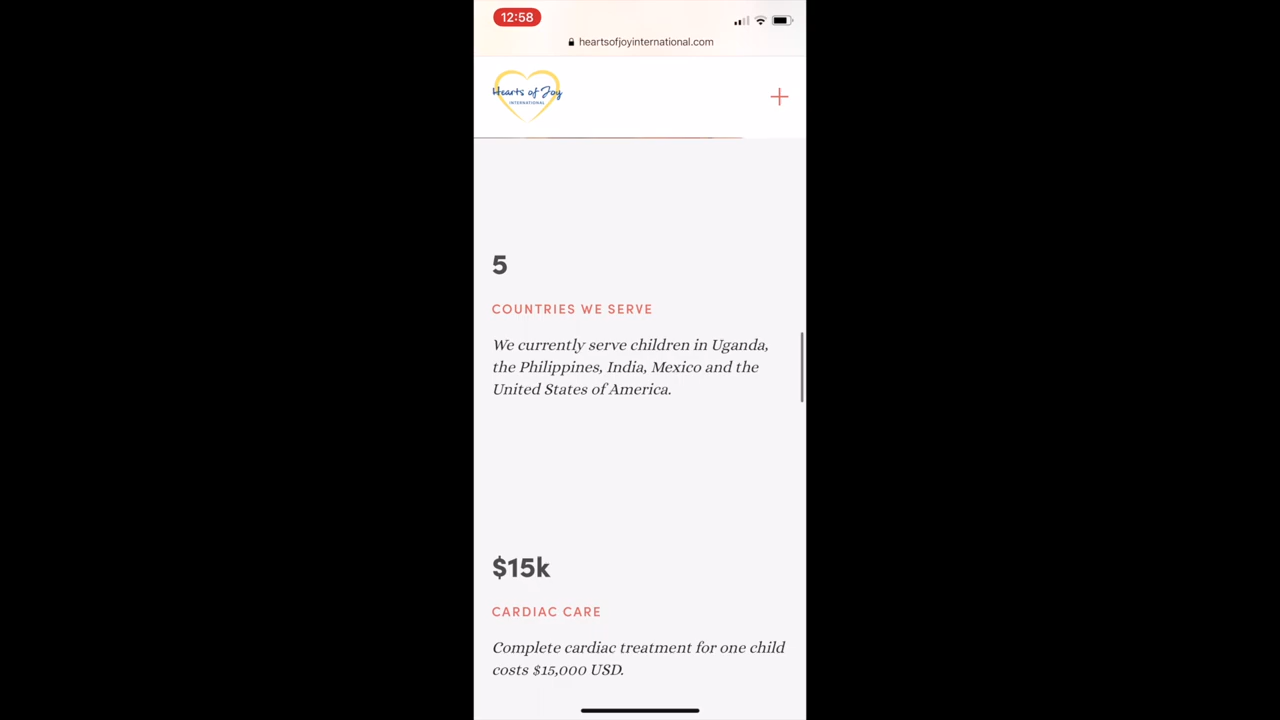 12:58
heartsofjoyinternational.com
Hearts of Joy
INTERNATIONAL
5
COUNTRIES WE SERVE
We currently serve children in Uganda,
the Philippines, India, Mexico and the
United States of America.
$15k
CARDIAC CARE
Complete cardiac treatment for one child
costs $15,000 USD.